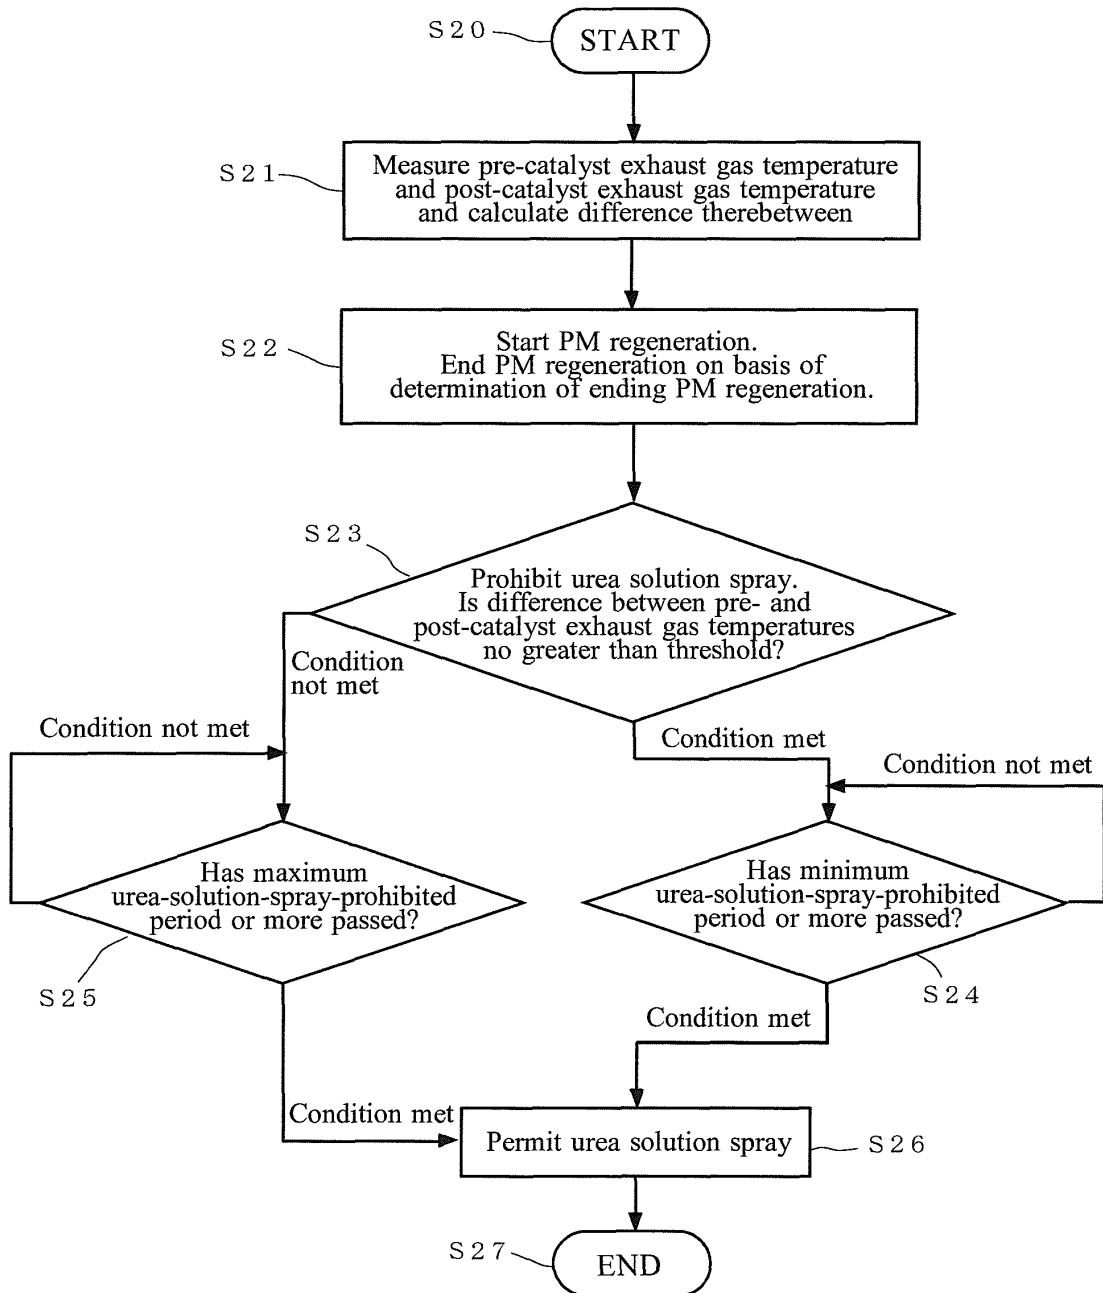 S20
START
S21
Measure pre-catalyst exhaust gas temperature
and post-catalyst exhaust gas temperature
and calculate difference therebetween
S22
Start PM regeneration.
End PM regeneration on basis of
determination of ending PM regeneration.
S23
Prohibit urea solution spray.
Is difference between pre- and
post-catalyst exhaust gas temperatures
no greater than threshold?
Condition
not met
Condition not met
Condition met
Condition not met
Has maximum
urea-solution-spray-prohibited
period or more passed?
Has minimum
urea-solution-spray-prohibited
period or more passed?
S25
S24
Condition met
Condition met
Permit urea solution spray
S26
S27
END